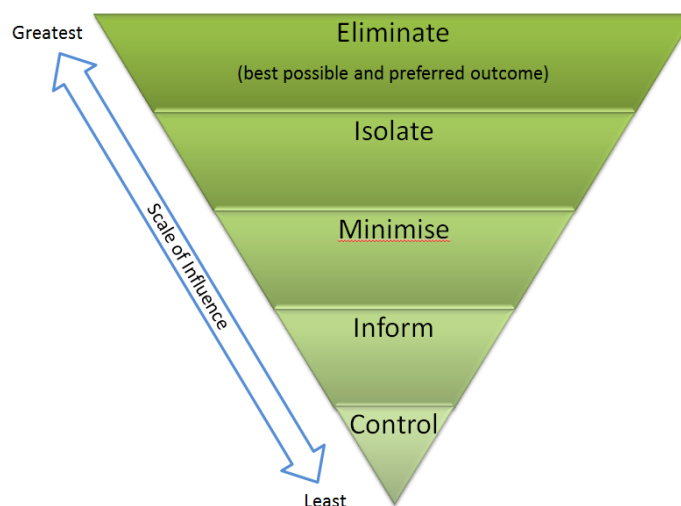 Greatest
Eliminate
(best possible and preferred outcome)
Isolate
Minimise
Scale of Influence
Inform
Control
Least